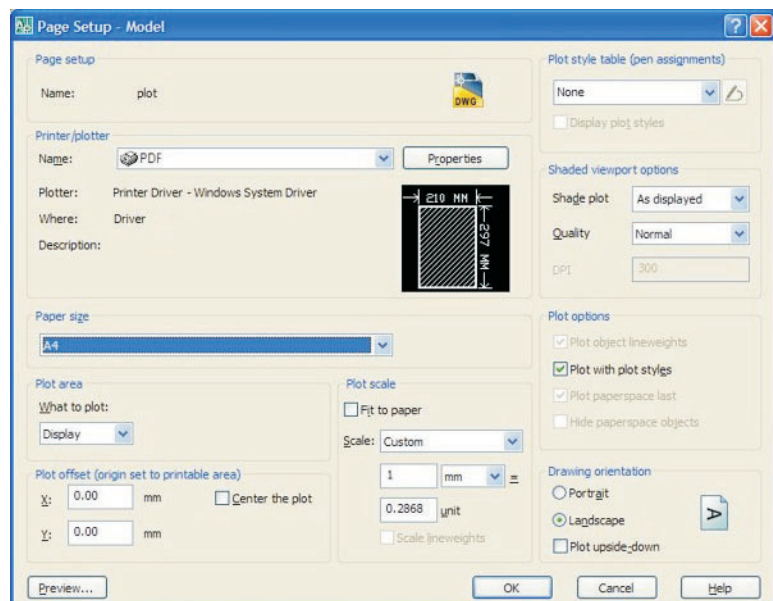 Page Setup - Model
Page setup
Name: plot
DWG
Printer/plotter
Name: PDF Properties
Plotter: Printer Driver - Windows System Driver
Where: Driver
Description:
210 MM
297 MM
Paper size
A4
Plot area
What to plot:
Display
Plot offset (origin set to printable area)
X: 0.00 mm Center the plot
Y: 0.00 mm
Plot scale
Fit to paper
Scale: Custom
1 mm =
0.2868 unit
Scale lineweights
Plot style table (pen assignments)
None
Display plot styles
Shaded viewport options
Shade plot As displayed
Quality Normal
DPI 300
Plot options
Plot object lineweights
Plot with plot styles
Plot paperspace last
Hide paperspace objects
Drawing orientation
Portrait
Landscape
A
Plot upside-down
Preview... OK Cancel Help